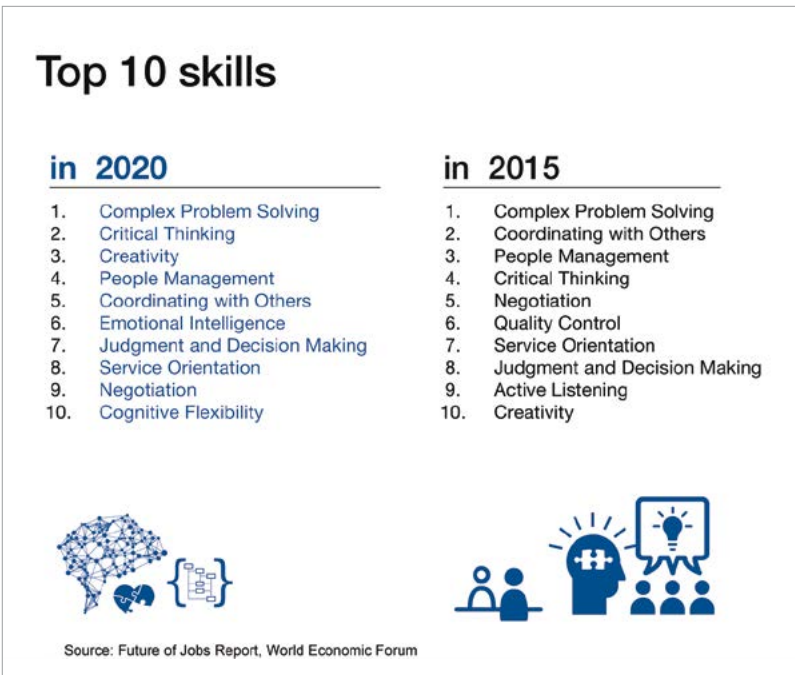 Top 10 skills
in 2020
1. Complex Problem Solving
2. Critical Thinking
3. Creativity
4. People Management
5. Coordinating with Others
6. Emotional Intelligence
7. Judgment and Decision Making
8. Service Orientation
9. Negotiation
10. Cognitive Flexibility
in 2015
1. Complex Problem Solving
2. Coordinating with Others
3. People Management
4. Critical Thinking
5. Negotiation
6. Quality Control
7. Service Orientation
8. Judgment and Decision Making
9. Active Listening
10. Creativity
Source: Future of Jobs Report, World Economic Forum